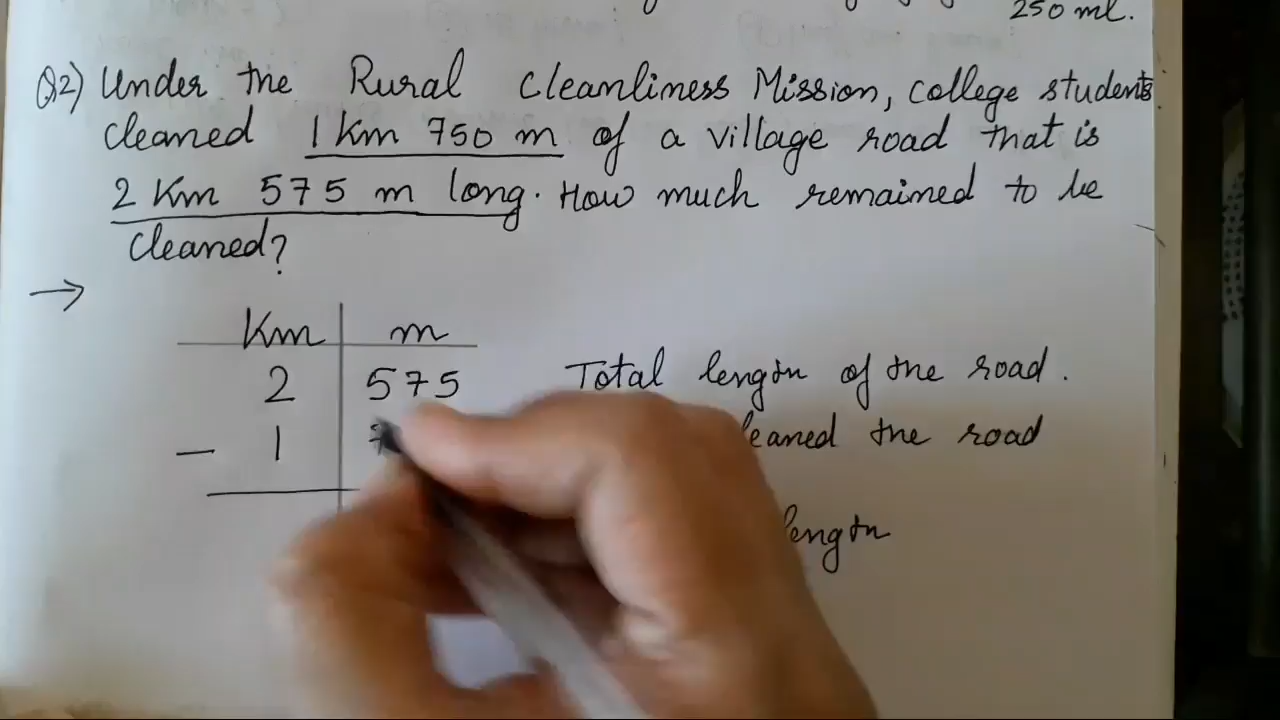 250 ml.
Q2) Under the Rural Cleanliness Mission, college students
cleaned 1 Km 750 m of a village road that is
2 Km 575 m long. How much remained to be
cleaned?
→
Km m
2 575 Total length of the road.
- 1 7 eaned the road
length